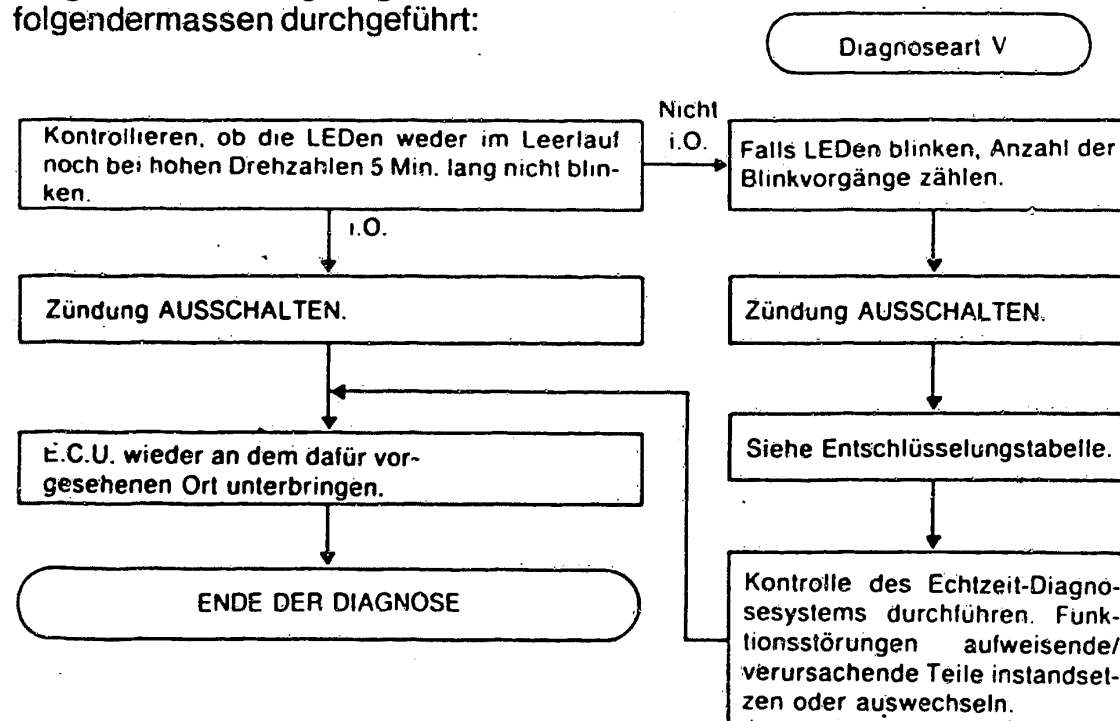 folgendermassen durchgeführt:
Diagnoseart V
Kontrollieren, ob die LEDen weder im Leerlauf
noch bei hohen Drehzahlen 5 Min. lang nicht blin-
ken.
Nicht
i.O.
Falls LEDen blinken, Anzahl der
Blinkvorgänge zählen.
i.O.
Zündung AUSSCHALTEN.
Zündung AUSSCHALTEN.
E.C.U. wieder an dem dafür vor-
gesehenen Ort unterbringen.
Siehe Entschlüsselungstabelle.
ENDE DER DIAGNOSE
Kontrolle des Echtzeit-Diagno-
sesystems durchführen. Funk-
tionsstörungen aufweisende/
verursachende Teile instandset-
zen oder auswechseln.